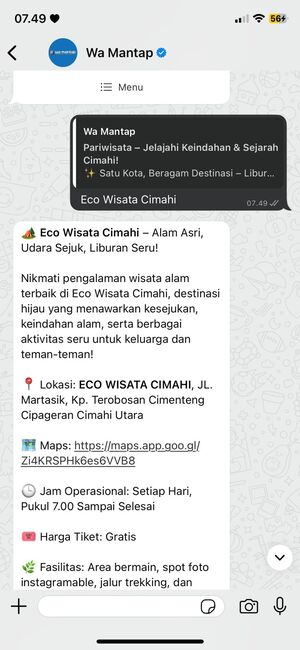 07.49
56
Wa Mantap
WA MANTAP
Menu
Wa Mantap
Pariwisata – Jelajahi Keindahan & Sejarah
Cimahi!
✨ Satu Kota, Beragam Destinasi – Libur...
Eco Wisata Cimahi
07.49
🏕️ Eco Wisata Cimahi – Alam Asri,
Udara Sejuk, Liburan Seru!
Nikmati pengalaman wisata alam
terbaik di Eco Wisata Cimahi, destinasi
hijau yang menawarkan kesejukan,
keindahan alam, serta berbagai
aktivitas seru untuk keluarga dan
teman-teman!
📍 Lokasi: ECO WISATA CIMAHI, JL.
Martasik, Kp. Terobosan Cimenteng
Cipageran Cimahi Utara
🗺️ Maps: https://maps.app.goo.gl/
Zi4KRSPHk6es6VVB8
🕒 Jam Operasional: Setiap Hari,
Pukul 7.00 Sampai Selesai
🎟️ Harga Tiket: Gratis
🌿 Fasilitas: Area bermain, spot foto
instagramable, jalur trekking, dan